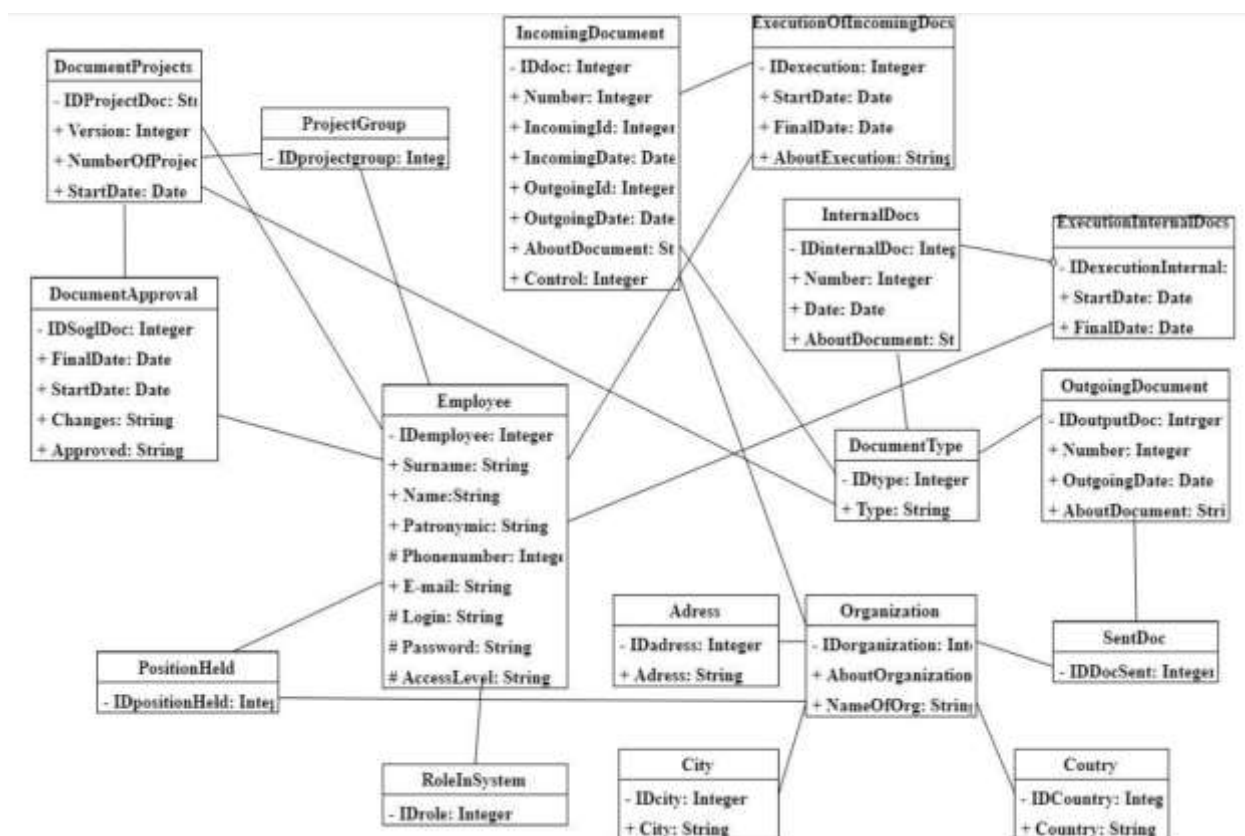 DocumentProjects
- IDProjectDoc: Str
+ Version: Integer
+ NumberOfProjec
+ StartDate: Date
ProjectGroup
- IDprojectgroup: Integ
IncomingDocument
- IDdoc: Integer
+ Number: Integer
+ IncomingId: Integer
+ IncomingDate: Date
+ OutgoingId: Integer
+ OutgoingDate: Date
+ AboutDocument: St
+ Control: Integer
ExecutionOfIncomingDocs
- IDexecution: Integer
+ StartDate: Date
+ FinalDate: Date
+ AboutExecution: String
InternalDocs
- IDinternalDoc: Integ
+ Number: Integer
+ Date: Date
+ AboutDocument: St
ExecutionInternalDocs
- IDexecutionInternal:
+ StartDate: Date
+ FinalDate: Date
DocumentApproval
- IDSoglDoc: Integer
+ FinalDate: Date
+ StartDate: Date
+ Changes: String
+ Approved: String
Employee
- IDemployee: Integer
+ Surname: String
+ Name:String
+ Patronymic: String
# Phonenumber: Intege
+ E-mail: String
# Login: String
# Password: String
# AccessLevel: String
DocumentType
- IDtype: Integer
+ Type: String
OutgoingDocument
- IDoutputDoc: Intrger
+ Number: Integer
+ OutgoingDate: Date
+ AboutDocument: Stri
PositionHeld
- IDpositionHeld: Integ
Adress
- IDadress: Integer
+ Adress: String
Organization
- IDorganization: Inte
+ AboutOrganization
+ NameOfOrg: String
SentDoc
- IDDocSent: Integer
RoleInSystem
- IDrole: Integer
City
- IDcity: Integer
+ City: String
Coutry
- IDCountry: Integ
+ Country: String